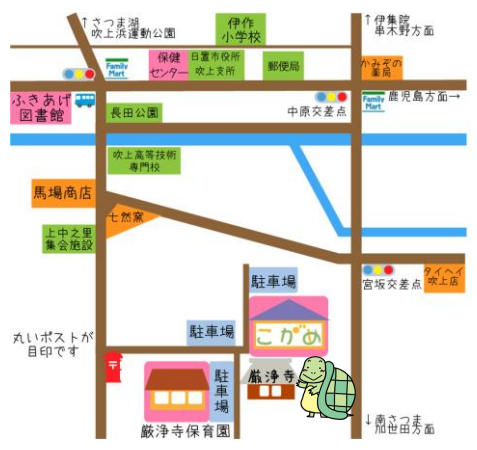 ↑さつま湖
吹上浜運動公園
伊作
小学校
↑伊集院
串木野方面
Family
Mart
保健
センター
日置市役所
吹上支所
郵便局
かみぞの
薬局
ふきあげ
図書館
長田公園
中原交差点
Family
Mart
鹿児島方面→
吹上高等技術
専門校
馬場商店
七然窯
上中之里
集会施設
駐車場
宮坂交差点
タイヘイ
吹上店
丸いポストが
目印です
駐車場
こがめ
〒
駐車場
厳浄寺
厳浄寺保育園
↓南さつま
加世田方面